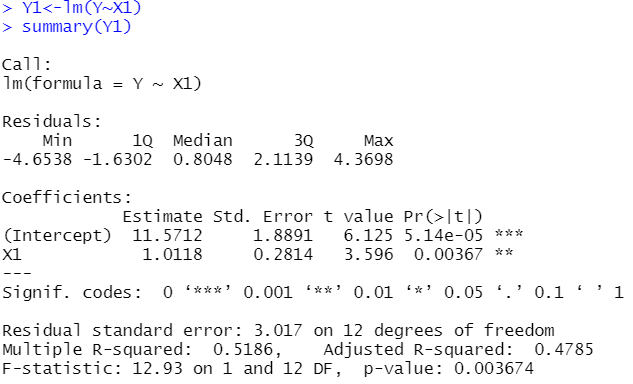 > Y1<-lm(Y~X1)
> summary(Y1)
Call:
lm(formula = Y ~ X1)
Residuals:
    Min      1Q  Median      3Q     Max
-4.6538 -1.6302  0.8048  2.1139  4.3698
Coefficients:
            Estimate Std. Error t value Pr(>|t|)
(Intercept)  11.5712     1.8891   6.125 5.14e-05 ***
X1            1.0118     0.2814   3.596  0.00367 **
---
Signif. codes:  0 ‘***’ 0.001 ‘**’ 0.01 ‘*’ 0.05 ‘.’ 0.1 ‘ ’ 1
Residual standard error: 3.017 on 12 degrees of freedom
Multiple R-squared:  0.5186,    Adjusted R-squared:  0.4785
F-statistic: 12.93 on 1 and 12 DF,  p-value: 0.003674